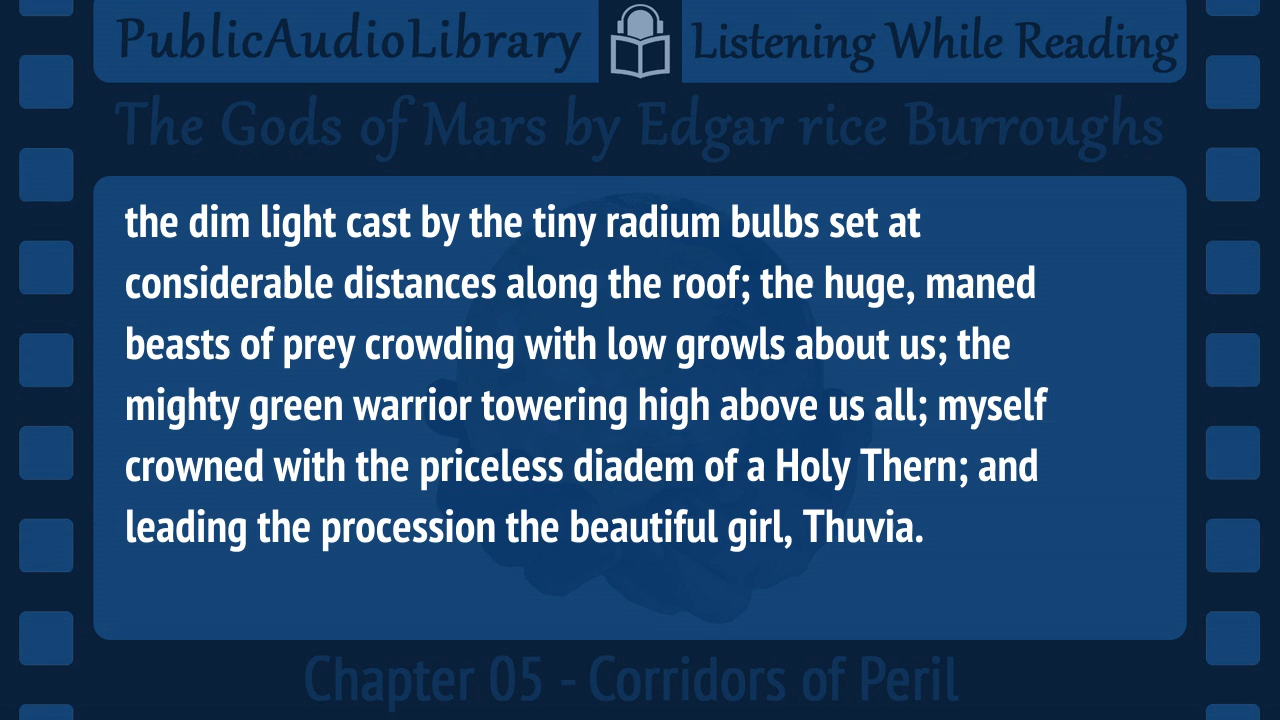 PublicAudioLibrary Listening While Reading
The Gods of Mars by Edgar rice Burroughs
the dim light cast by the tiny radium bulbs set at
considerable distances along the roof; the huge, maned
beasts of prey crowding with low growls about us; the
mighty green warrior towering high above us all; myself
crowned with the priceless diadem of a Holy Thern; and
leading the procession the beautiful girl, Thuvia.
Chapter 05 - Corridors of Peril